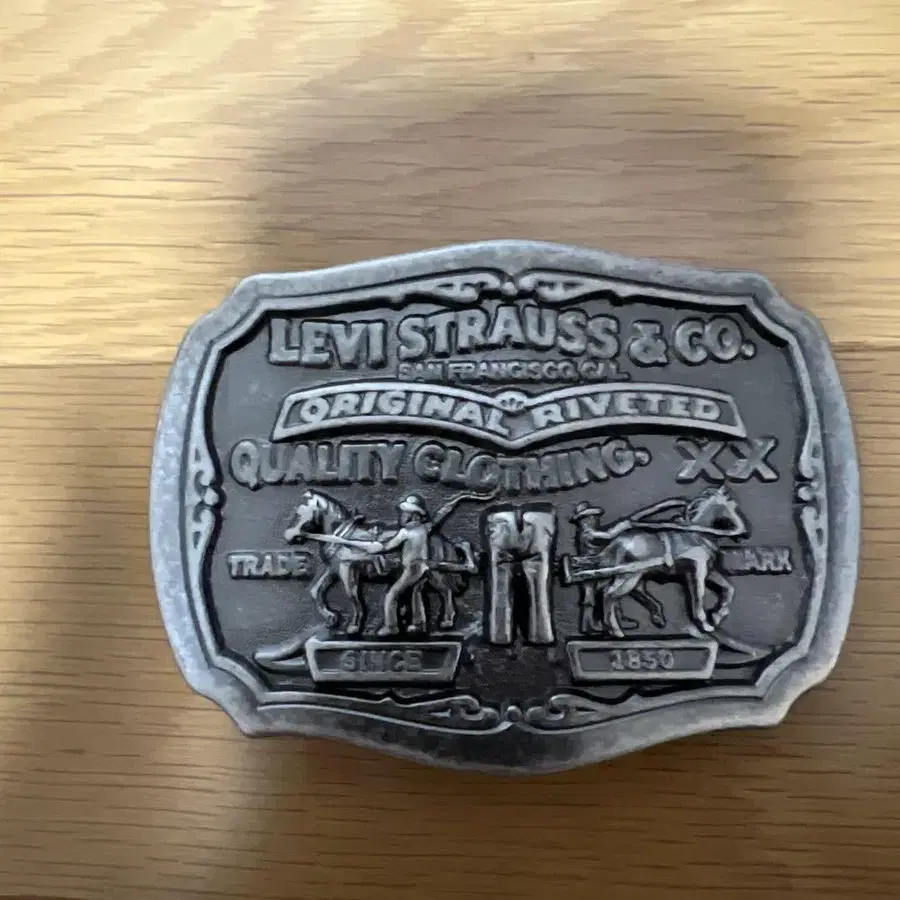 LEVI STRAUSS & CO.
SAN FRANCISCO, CAL.
ORIGINAL RIVETED
QUALITY CLOTHING. XX
TRADE MARK
SINCE 1850